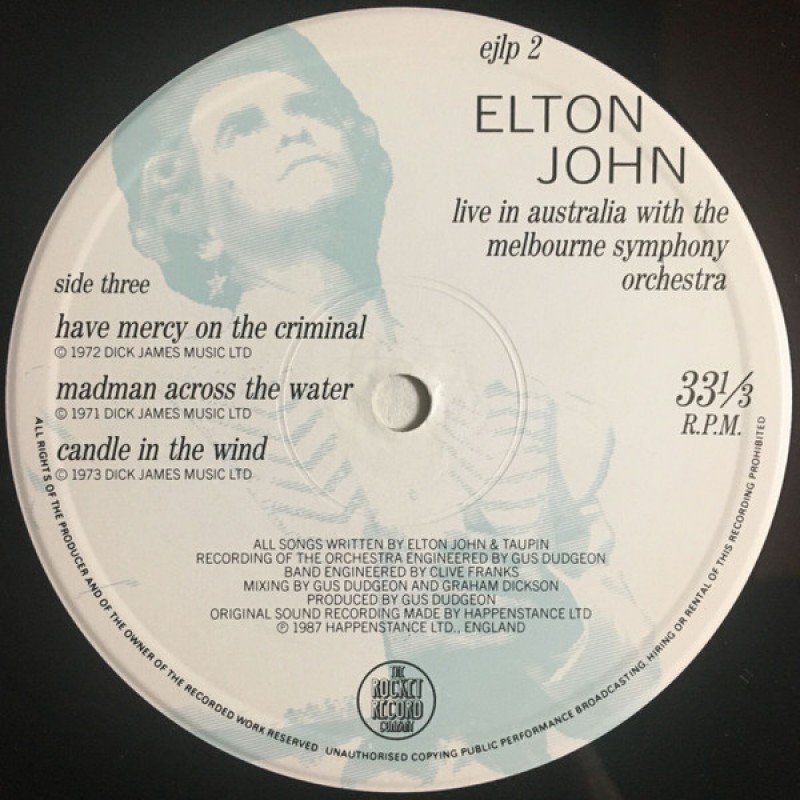 ejlp 2
ELTON
JOHN
live in australia with the
melbourne symphony
orchestra
side three
have mercy on the criminal
© 1972 DICK JAMES MUSIC LTD
madman across the water
© 1971 DICK JAMES MUSIC LTD
candle in the wind
© 1973 DICK JAMES MUSIC LTD
33 1/3
R.P.M.
ALL SONGS WRITTEN BY ELTON JOHN & TAUPIN
RECORDING OF THE ORCHESTRA ENGINEERED BY GUS DUDGEON
BAND ENGINEERED BY CLIVE FRANKS
MIXING BY GUS DUDGEON AND GRAHAM DICKSON
PRODUCED BY GUS DUDGEON
ORIGINAL SOUND RECORDING MADE BY HAPPENSTANCE LTD
℗ 1987 HAPPENSTANCE LTD., ENGLAND
THE
ROCKET
RECORD
COMPANY
ALL RIGHTS OF THE PRODUCER AND OF THE OWNER OF THE RECORDED WORK RESERVED UNAUTHORISED COPYING PUBLIC PERFORMANCE BROADCASTING, HIRING OR RENTAL OF THIS RECORDING PROHIBITED